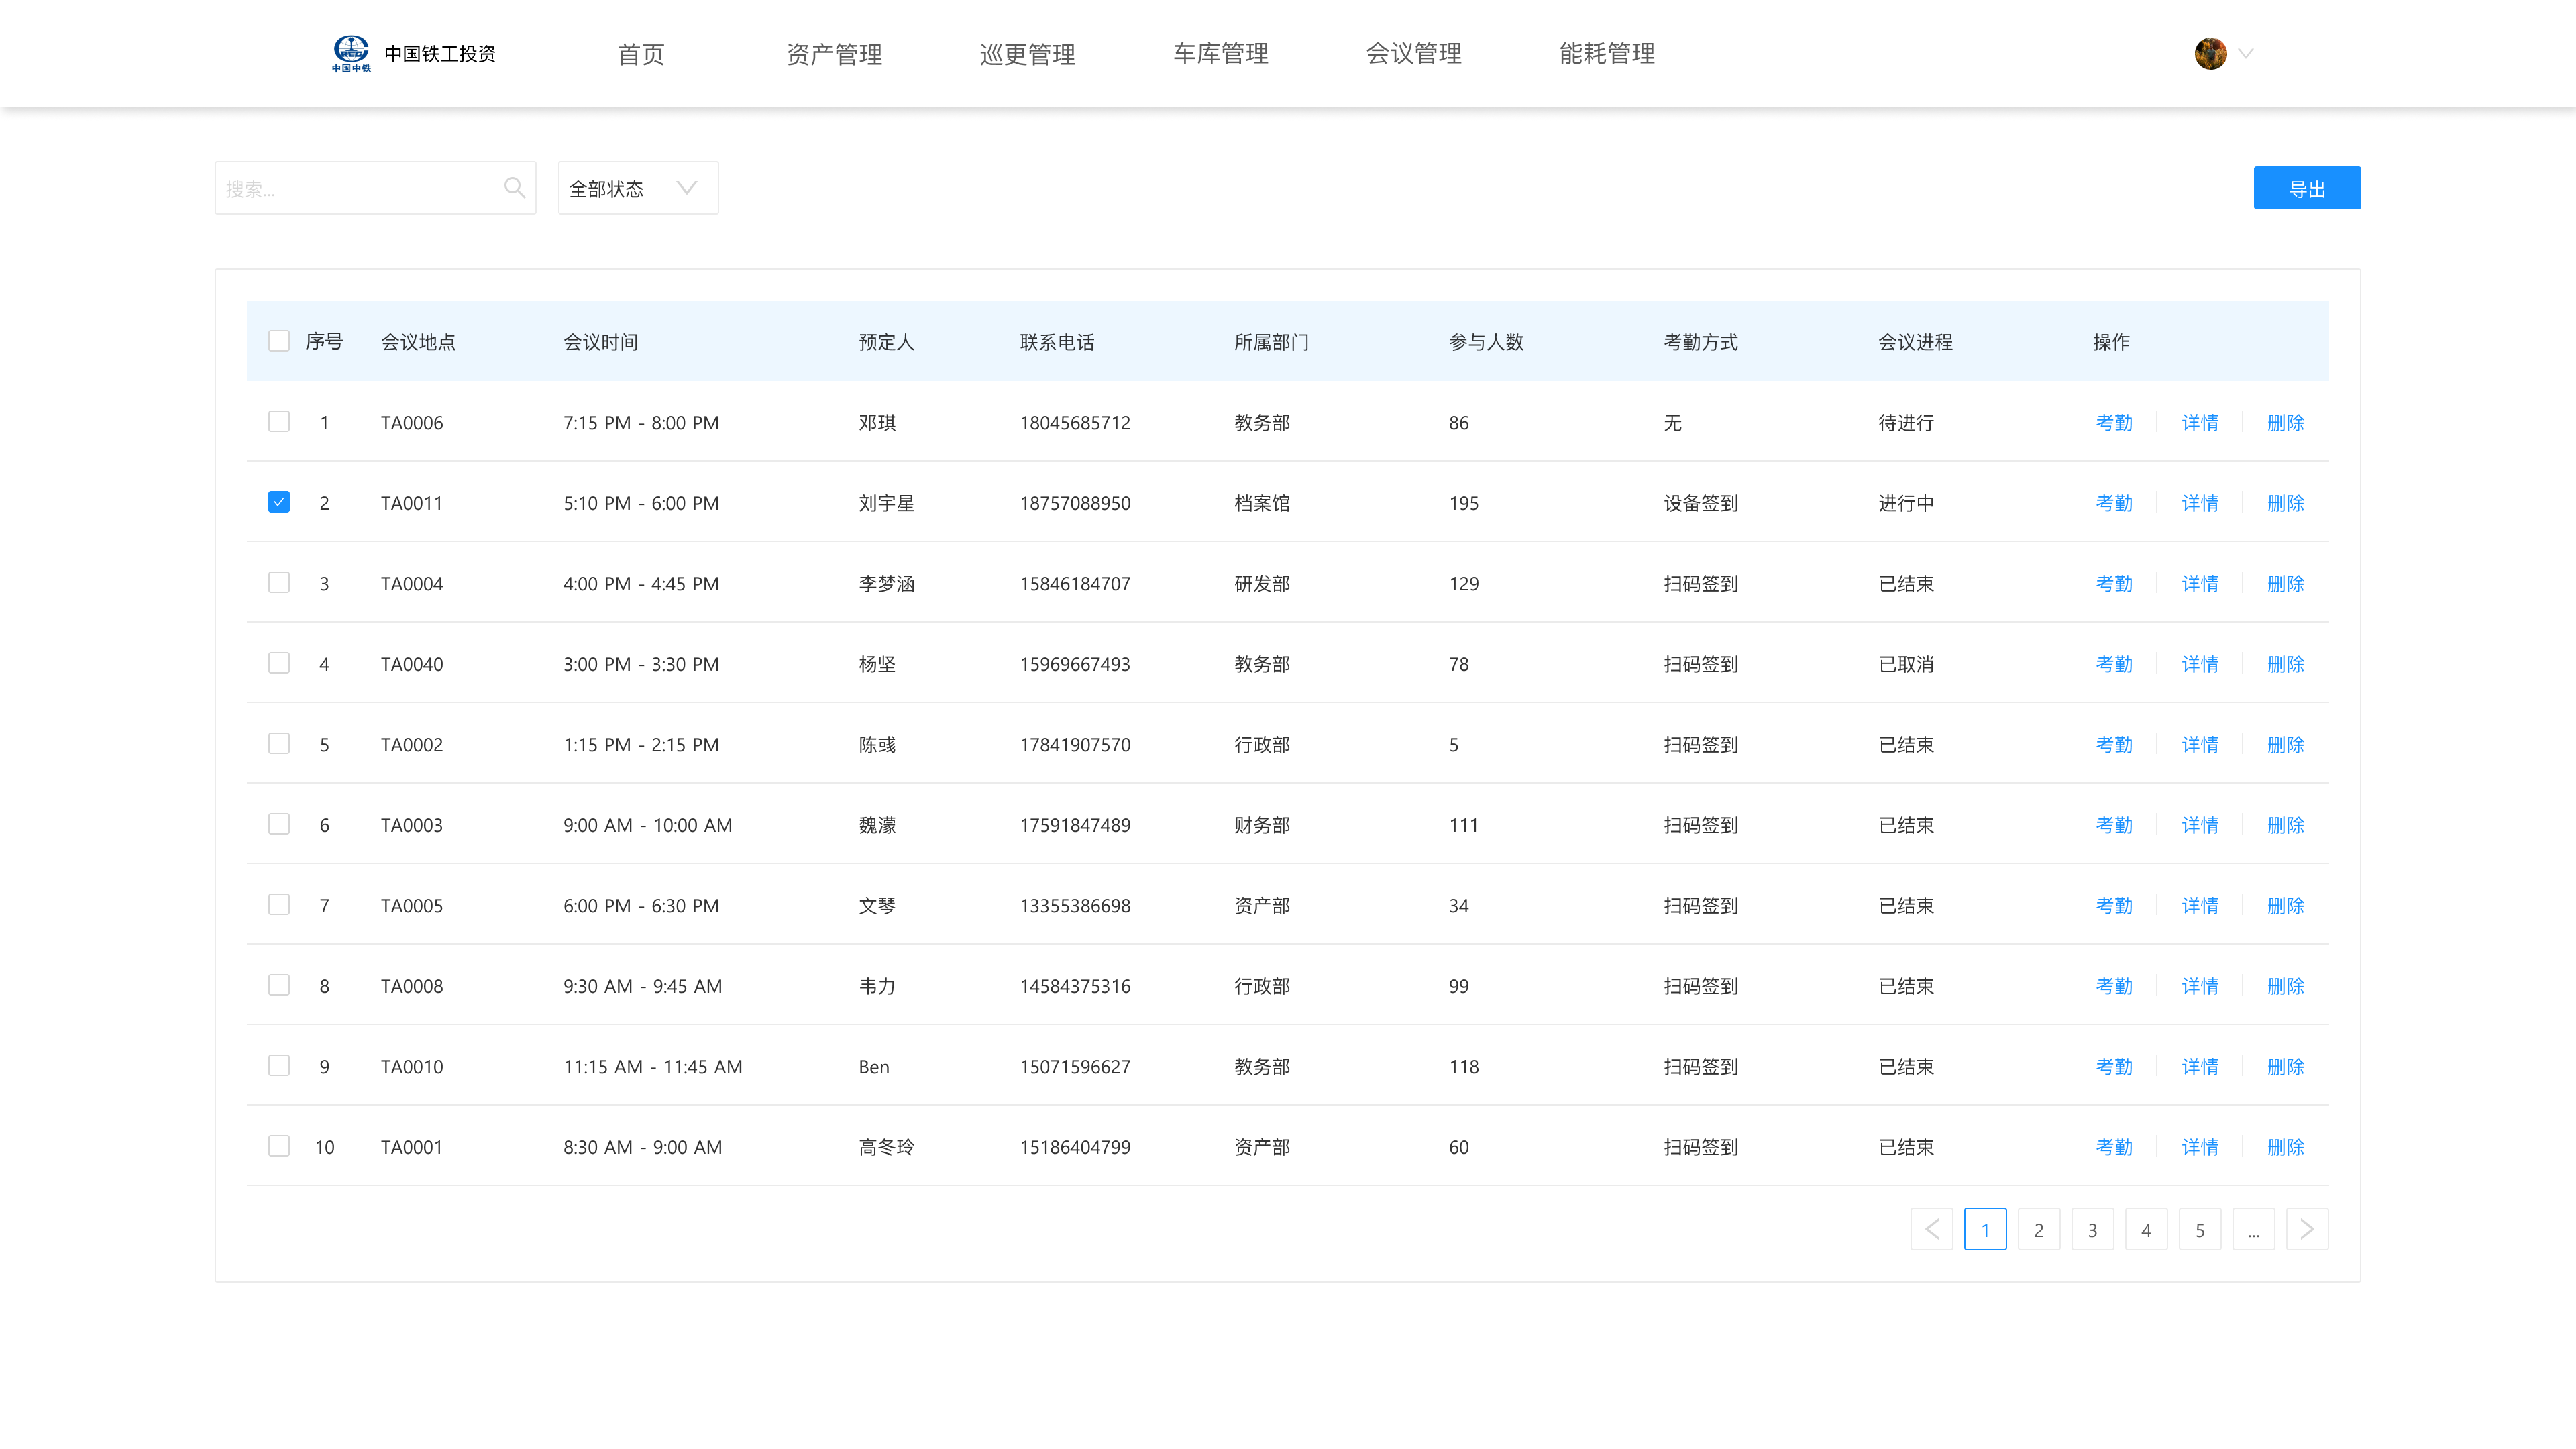 中国中铁 中国铁工投资 首页 资产管理 巡更管理 车库管理 会议管理 能耗管理
搜索... 全部状态 导出
序号 会议地点 会议时间 预定人 联系电话 所属部门 参与人数 考勤方式 会议进程 操作
1 TA0006 7:15 PM - 8:00 PM 邓琪 18045685712 教务部 86 无 待进行 考勤 详情 删除
2 TA0011 5:10 PM - 6:00 PM 刘宇星 18757088950 档案馆 195 设备签到 进行中 考勤 详情 删除
3 TA0004 4:00 PM - 4:45 PM 李梦涵 15846184707 研发部 129 扫码签到 已结束 考勤 详情 删除
4 TA0040 3:00 PM - 3:30 PM 杨坚 15969667493 教务部 78 扫码签到 已取消 考勤 详情 删除
5 TA0002 1:15 PM - 2:15 PM 陈彧 17841907570 行政部 5 扫码签到 已结束 考勤 详情 删除
6 TA0003 9:00 AM - 10:00 AM 魏濛 17591847489 财务部 111 扫码签到 已结束 考勤 详情 删除
7 TA0005 6:00 PM - 6:30 PM 文琴 13355386698 资产部 34 扫码签到 已结束 考勤 详情 删除
8 TA0008 9:30 AM - 9:45 AM 韦力 14584375316 行政部 99 扫码签到 已结束 考勤 详情 删除
9 TA0010 11:15 AM - 11:45 AM Ben 15071596627 教务部 118 扫码签到 已结束 考勤 详情 删除
10 TA0001 8:30 AM - 9:00 AM 高冬玲 15186404799 资产部 60 扫码签到 已结束 考勤 详情 删除
1 2 3 4 5 ...